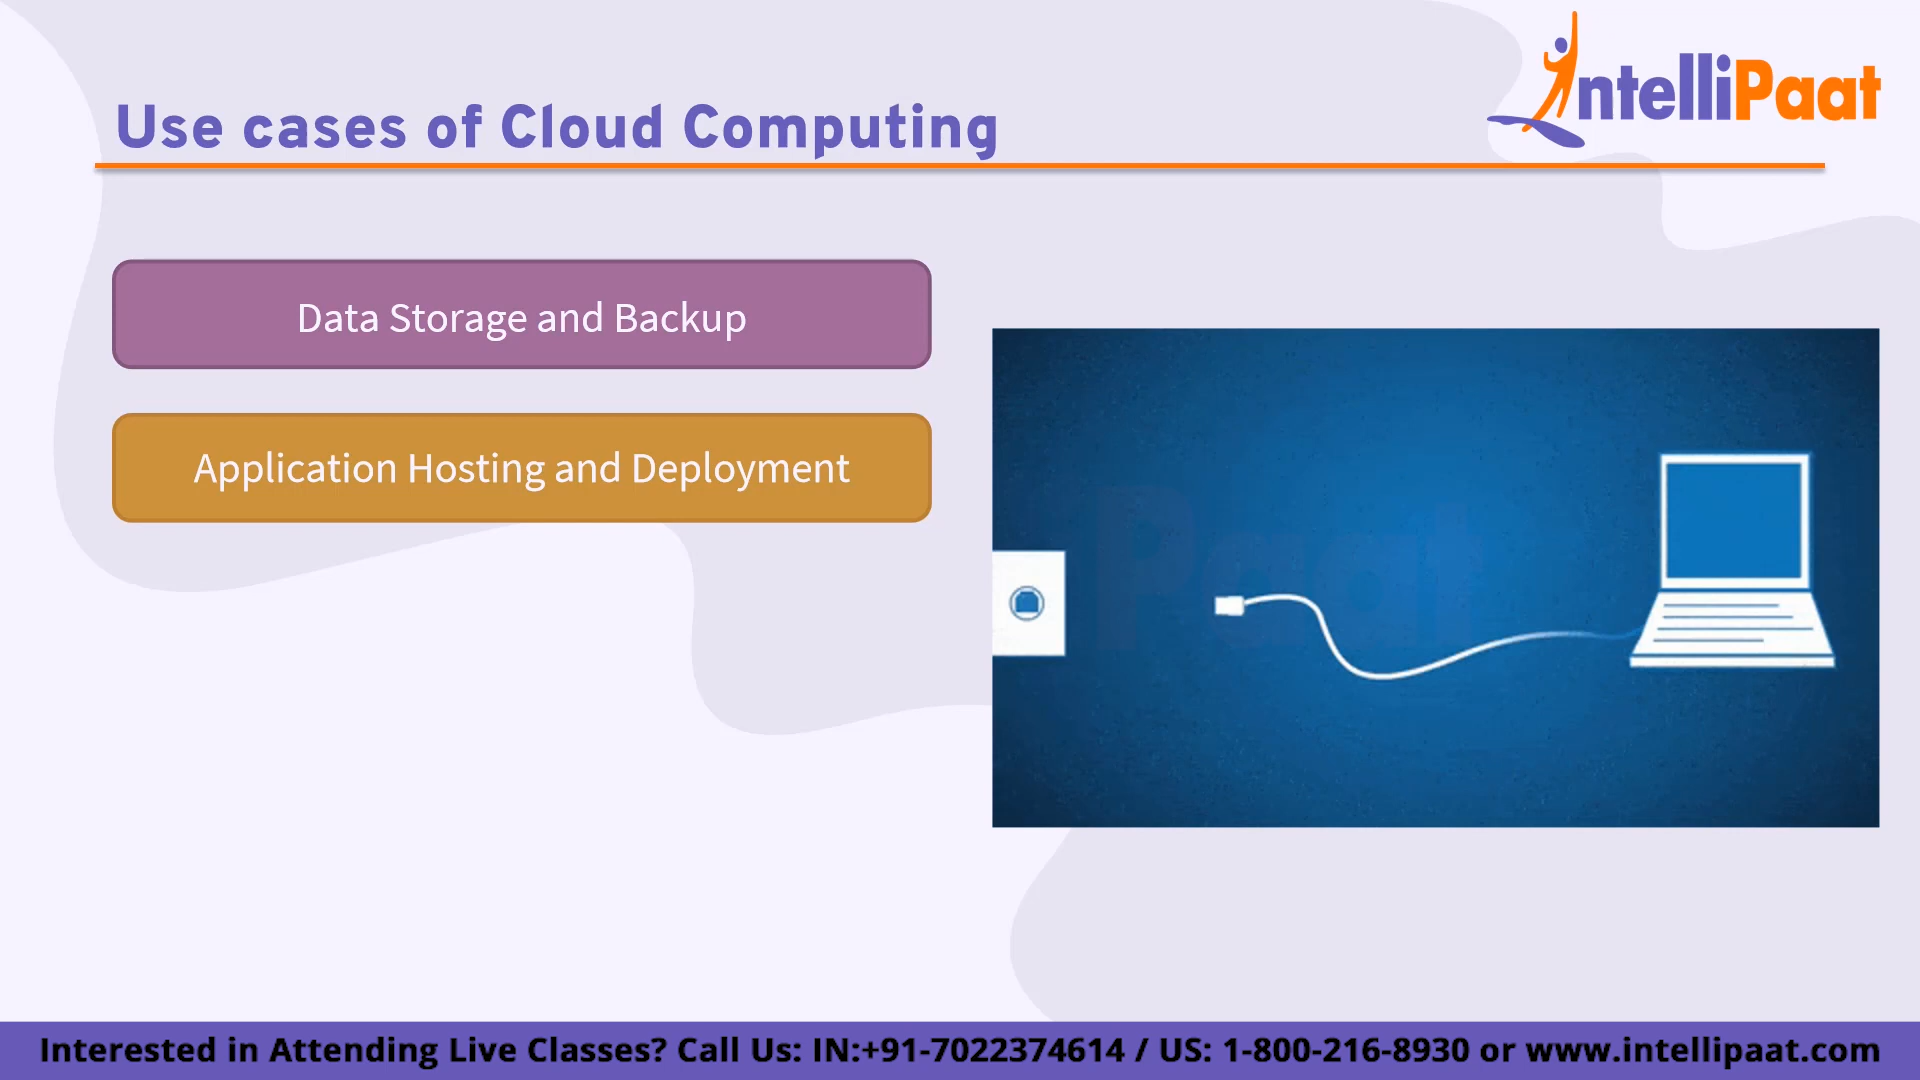 IntelliPaat
Use cases of Cloud Computing
Data Storage and Backup
Application Hosting and Deployment
Paat
Interested in Attending Live Classes? Call Us: IN:+91-7022374614 / US: 1-800-216-8930 or www.intellipaat.com